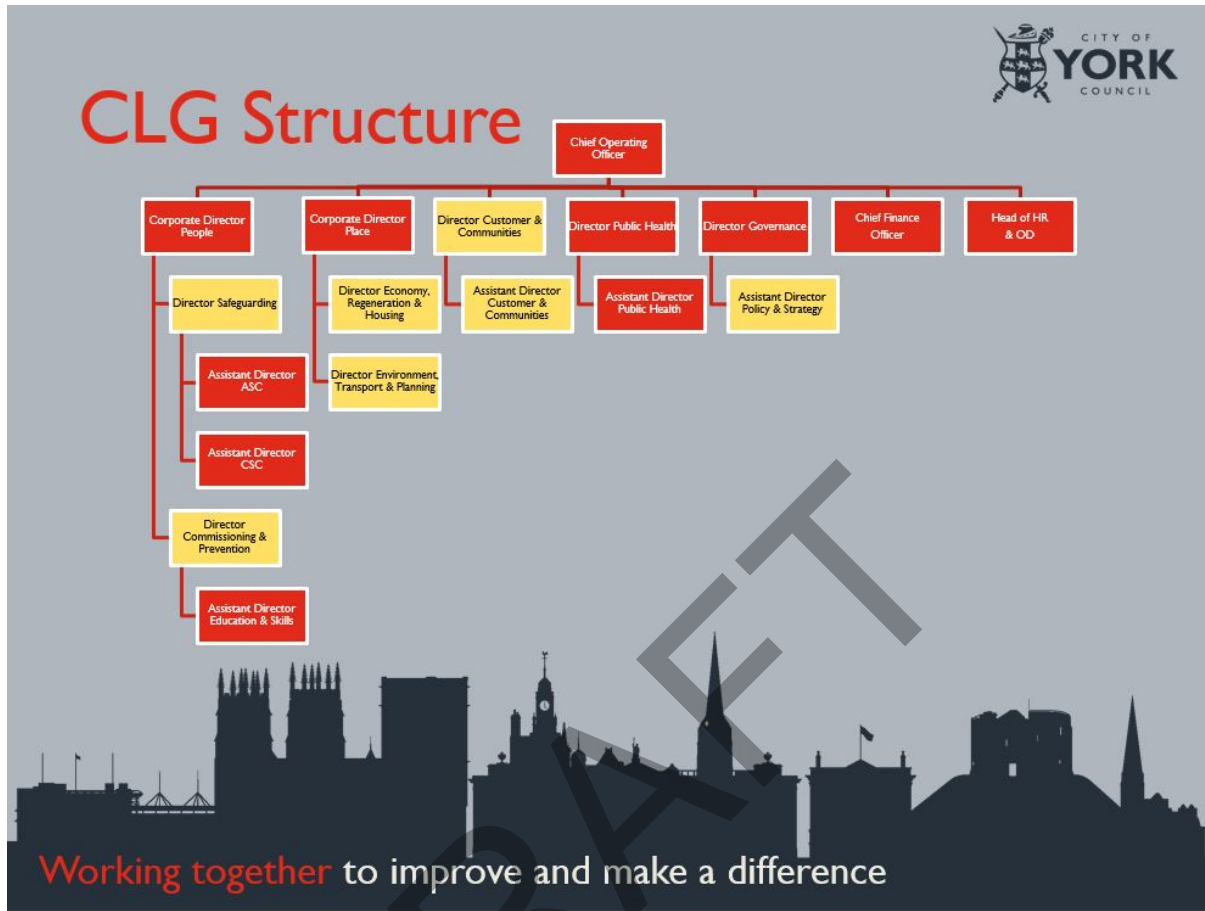 CITY OF
YORK
COUNCIL
CLG Structure
Chief Operating
Officer
Corporate Director
People
Corporate Director
Place
Director Customer &
Communities
Director Public Health
Director Governance
Chief Finance
Officer
Head of HR
& OD
Director Safeguarding
Director Economy,
Regeneration &
Housing
Assistant Director
Customer &
Communities
Assistant Director
Public Health
Assistant Director
Policy & Strategy
Assistant Director
ASC
Director Environment,
Transport & Planning
Assistant Director
CSC
Director
Commissioning &
Prevention
Assistant Director
Education & Skills
DRAFT
Working together to improve and make a difference